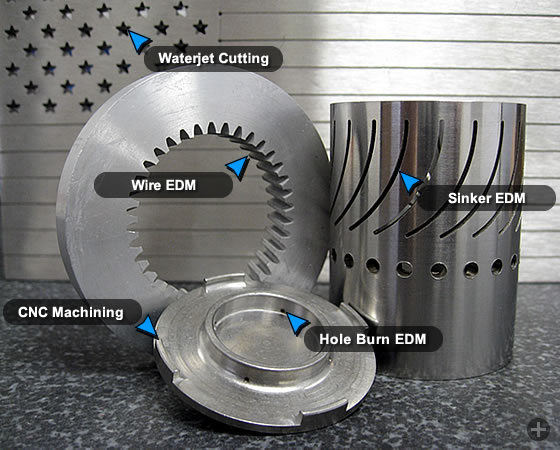 Waterjet Cutting
Wire EDM
Sinker EDM
CNC Machining
Hole Burn EDM